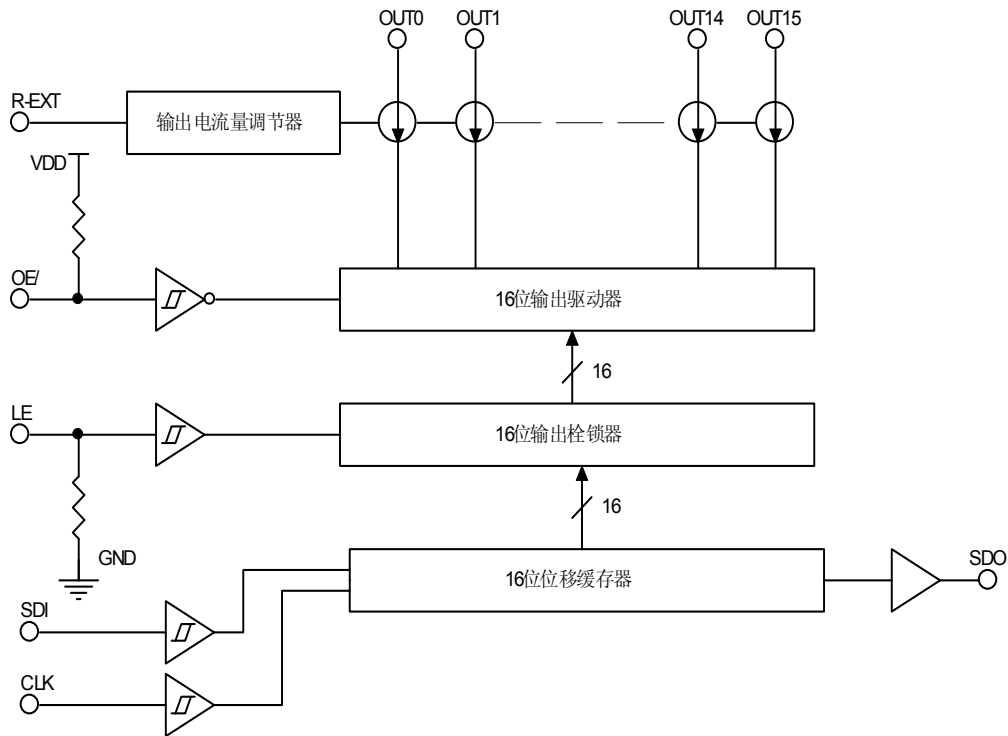 OUT0
OUT1
OUT14
OUT15
R-EXT
输出电流量调节器
VDD
OE/
16位输出驱动器
16
LE
16位输出栓锁器
16
GND
16位位移缓存器
SDO
SDI
CLK